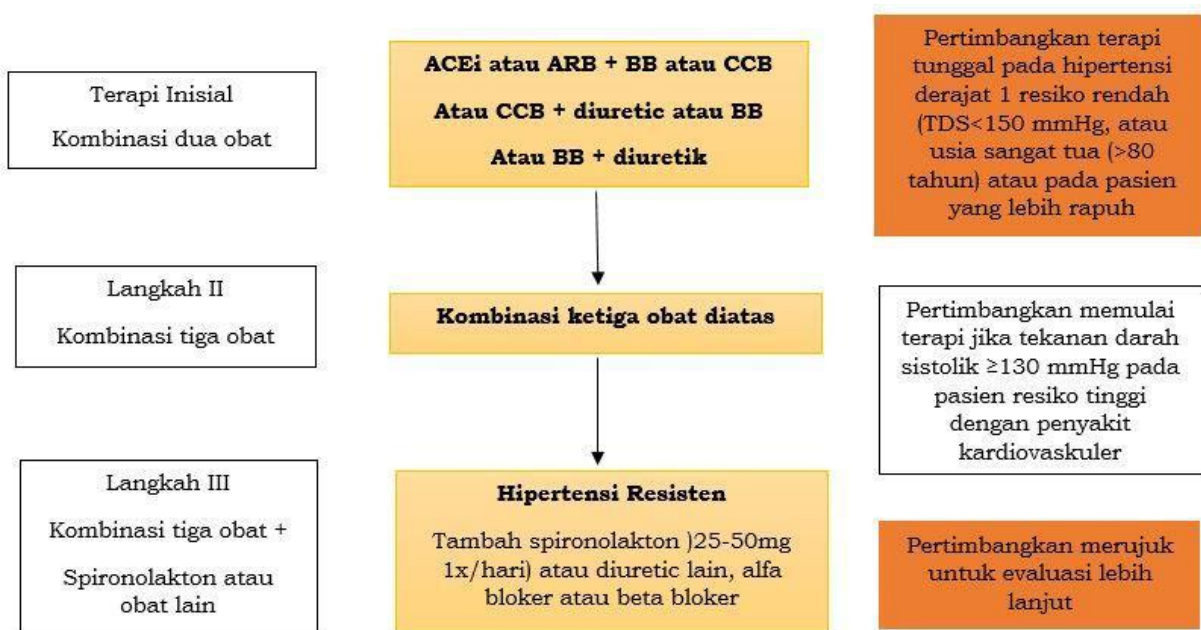 Terapi Inisial
Kombinasi dua obat
ACEi atau ARB + BB atau CCB
Atau CCB + diuretic atau BB
Atau BB + diuretik
Pertimbangkan terapi
tunggal pada hipertensi
derajat 1 resiko rendah
(TDS<150 mmHg, atau
usia sangat tua (>80
tahun) atau pada pasien
yang lebih rapuh
Langkah II
Kombinasi tiga obat
Kombinasi ketiga obat diatas
Pertimbangkan memulai
terapi jika tekanan darah
sistolik ≥130 mmHg pada
pasien resiko tinggi
dengan penyakit
kardiovaskuler
Langkah III
Kombinasi tiga obat +
Spironolakton atau
obat lain
Hipertensi Resisten
Tambah spironolakton )25-50mg
1x/hari) atau diuretic lain, alfa
bloker atau beta bloker
Pertimbangkan merujuk
untuk evaluasi lebih
lanjut